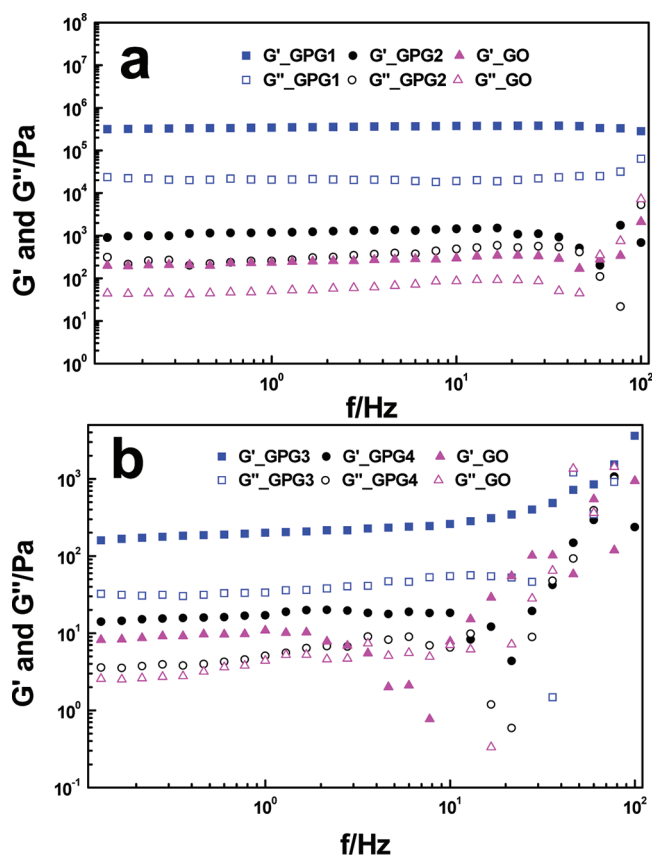 a
G'_GPG1 G'_GPG2 G'_GO
G''_GPG1 G''_GPG2 G''_GO
10^8
10^7
10^6
10^5
10^4
10^3
10^2
10^1
10^0
G' and G''/Pa
10^0 10^1 10^2
f/Hz
b
G'_GPG3 G'_GPG4 G'_GO
G''_GPG3 G''_GPG4 G''_GO
10^3
10^2
10^1
10^0
10^-1
G' and G''/Pa
10^0 10^1 10^2
f/Hz